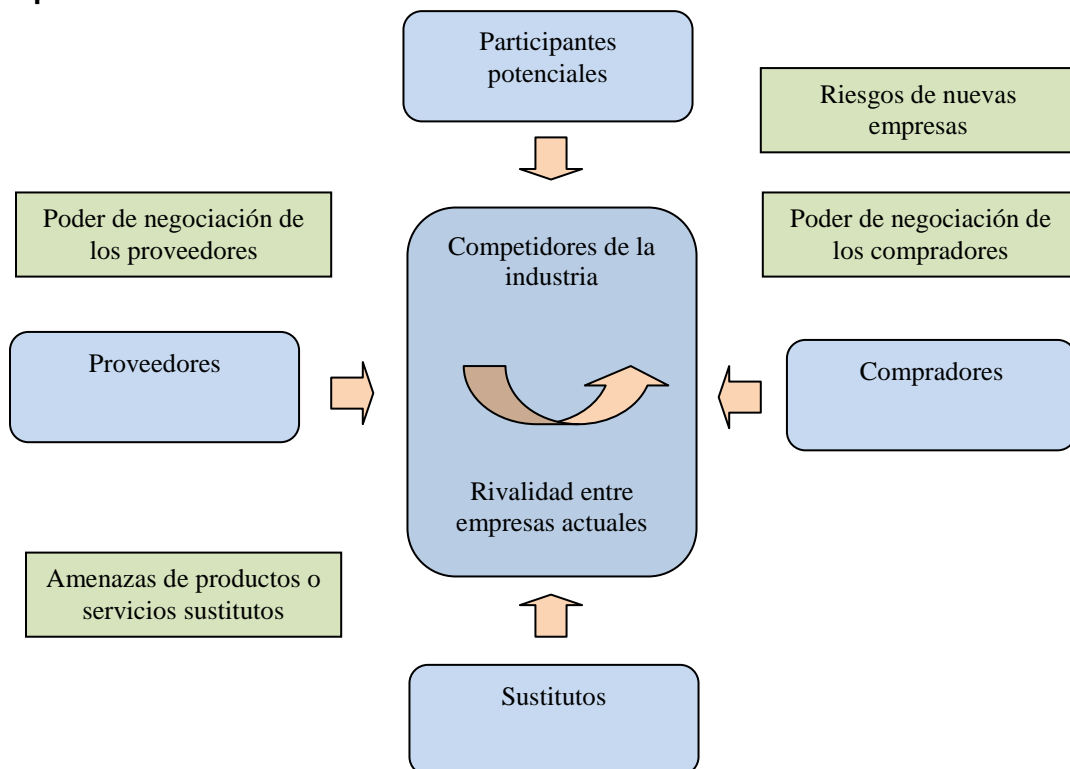 Participantes
potenciales
Riesgos de nuevas
empresas
Poder de negociación de
los proveedores
Competidores de la
industria
Poder de negociación de
los compradores
Proveedores
Compradores
Rivalidad entre
empresas actuales
Amenazas de productos o
servicios sustitutos
Sustitutos